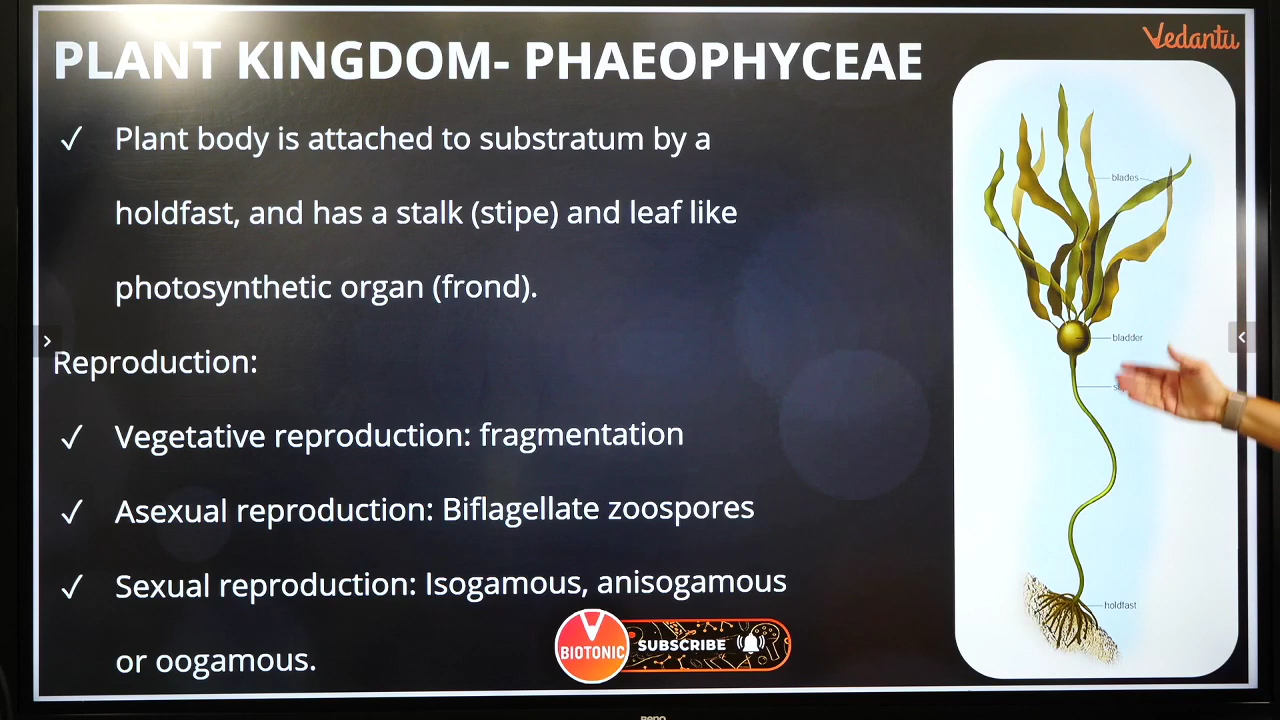 Vedantu
PLANT KINGDOM- PHAEOPHYCEAE
✓ Plant body is attached to substratum by a
holdfast, and has a stalk (stipe) and leaf like
photosynthetic organ (frond).
Reproduction:
✓ Vegetative reproduction: fragmentation
✓ Asexual reproduction: Biflagellate zoospores
✓ Sexual reproduction: Isogamous, anisogamous
or oogamous.
blades
bladder
holdfast
BIOTONIC
SUBSCRIBE